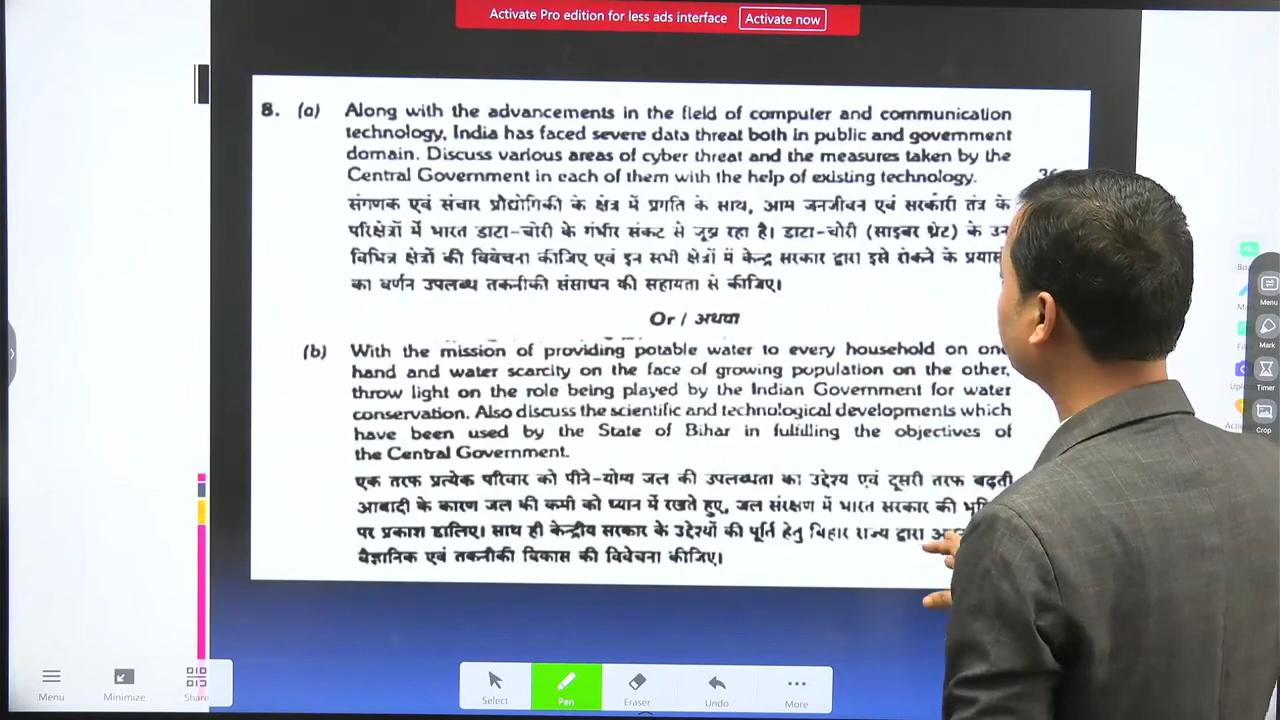 Activate Pro edition for less ads interface Activate now
8. (a) Along with the advancements in the field of computer and communication
technology, India has faced severe data threat both in public and government
domain. Discuss various areas of cyber threat and the measures taken by the
Central Government in each of them with the help of existing technology.
संगणक एवं संचार प्रौद्योगिकी के क्षेत्र में प्रगति के साथ, आम जनजीवन एवं सरकारी तंत्र के
परिक्षेत्रों में भारत डाटा-चोरी के गंभीर संकट से जूझ रहा है। डाटा-चोरी (साइबर थ्रेट) के उन
विभिन्न क्षेत्रों की विवेचना कीजिए एवं इन सभी क्षेत्रों में केन्द्र सरकार द्वारा इसे रोकने के
का वर्णन उपलब्ध तकनीकी संसाधन की सहायता से कीजिए।
Or / अथवा
(b) With the mission of providing potable water to every household on one
hand and water scarcity on the face of growing population on the other,
throw light on the role being played by the Indian Government for water
conservation. Also discuss the scientific and technological developments which
have been used by the State of Bihar in fulfilling the objectives of
the Central Government.
एक तरफ प्रत्येक परिवार को पीने-योग्य जल की उपलब्धता का उद्देश्य एवं दूसरी तरफ बढ़ती
आबादी के कारण जल की कमी को ध्यान में रखते हुए, जल संरक्षण में भारत सरकार की
पर प्रकाश डालिए। साथ ही केन्द्रीय सरकार के उद्देश्यों की पूर्ति हेतु बिहार राज्य द्वारा
वैज्ञानिक एवं तकनीकी विकास की विवेचना कीजिए।
Menu
Mark
Timer
Crop
Menu Minimize Share
Select Pen Eraser Undo More